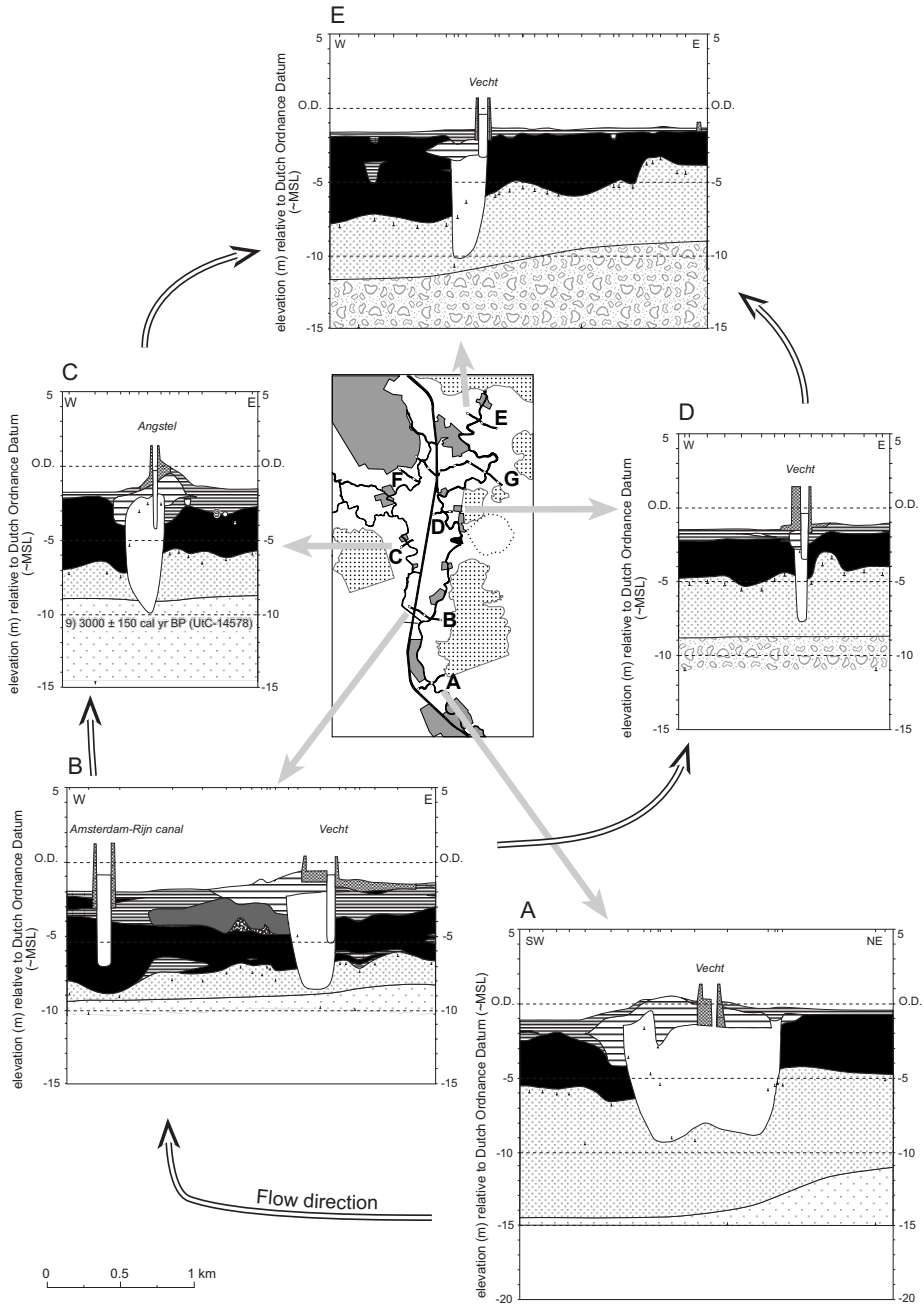 E
5
W
E
5
Vecht
O.D.
O.D.
-5
-5
-10
-10
-15
-15
elevation (m) relative to Dutch Ordnance Datum
(~MSL)
C
5
W
E
5
Angstel
O.D.
O.D.
-5
-5
-10
-10
9) 3000 ± 150 cal yr BP (UtC-14578)
-15
-15
elevation (m) relative to Dutch Ordnance Datum
(~MSL)
E
F
G
D
C
B
A
D
5
W
E
5
Vecht
O.D.
O.D.
-5
-5
-10
-10
-15
-15
elevation (m) relative to Dutch Ordnance Datum
(~MSL)
B
5
W
E
5
Amsterdam-Rijn canal
Vecht
O.D.
O.D.
-5
-5
-10
-10
-15
-15
elevation (m) relative to Dutch Ordnance Datum
(~MSL)
A
5
SW
NE
5
Vecht
O.D.
O.D.
-5
-5
-10
-10
-15
-15
-20
-20
elevation (m) relative to Dutch Ordnance Datum (~MSL)
Flow direction
0 0.5 1 km